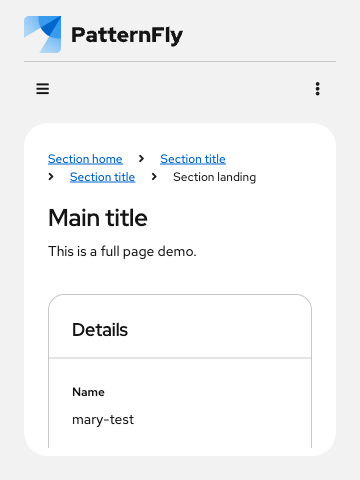 PatternFly
Section home > Section title
> Section title > Section landing
Main title
This is a full page demo.
Details
Name
mary-test